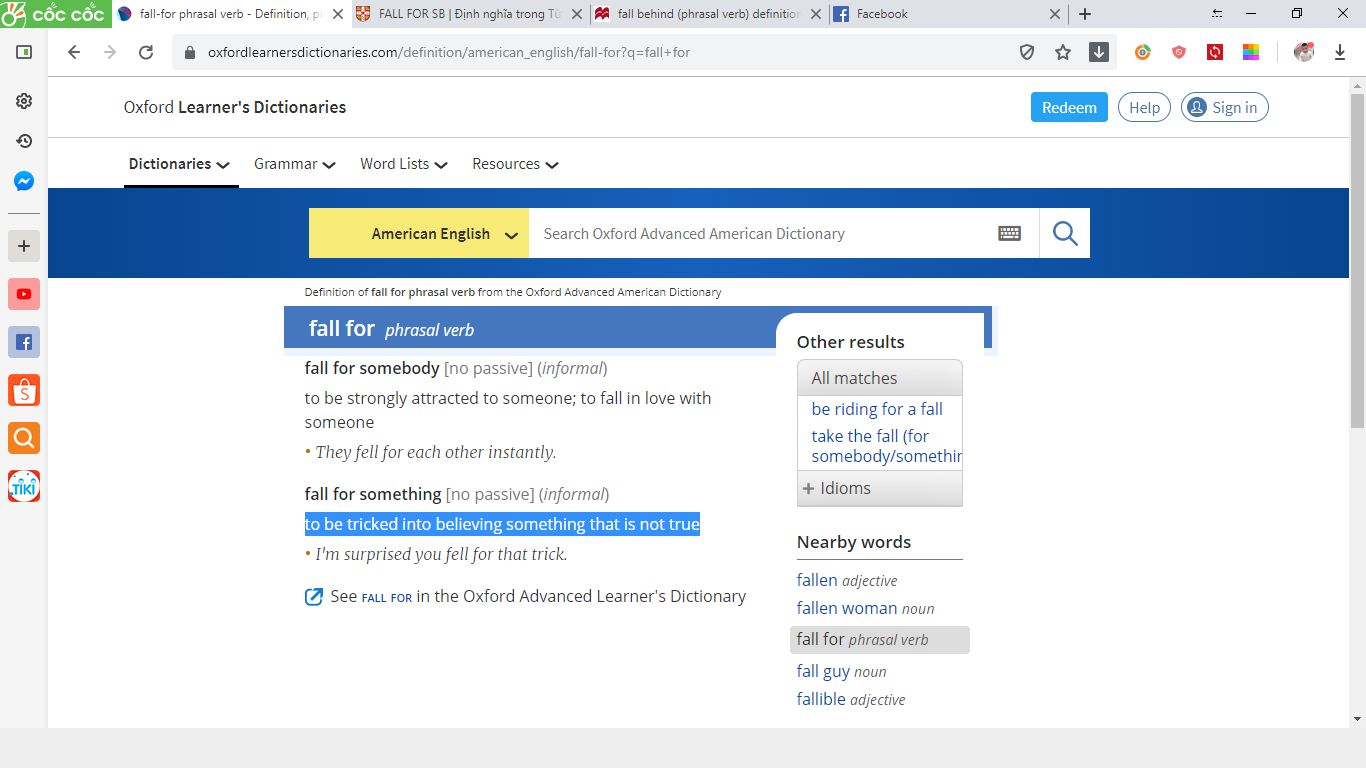 cốc cốc
fall-for phrasal verb - Definition, p
FALL FOR SB | Định nghĩa trong Từ
fall behind (phrasal verb) definition
Facebook
oxfordlearnersdictionaries.com/definition/american_english/fall-for?q=fall+for
Oxford Learner's Dictionaries
Redeem
Help
Sign in
Dictionaries
Grammar
Word Lists
Resources
American English
Search Oxford Advanced American Dictionary
Definition of fall for phrasal verb from the Oxford Advanced American Dictionary
fall for phrasal verb
fall for somebody [no passive] (informal)
to be strongly attracted to someone; to fall in love with
someone
• They fell for each other instantly.
fall for something [no passive] (informal)
to be tricked into believing something that is not true
• I'm surprised you fell for that trick.
See FALL FOR in the Oxford Advanced Learner's Dictionary
Other results
All matches
be riding for a fall
take the fall (for
somebody/somethin
+ Idioms
Nearby words
fallen adjective
fallen woman noun
fall for phrasal verb
fall guy noun
fallible adjective
TIKI